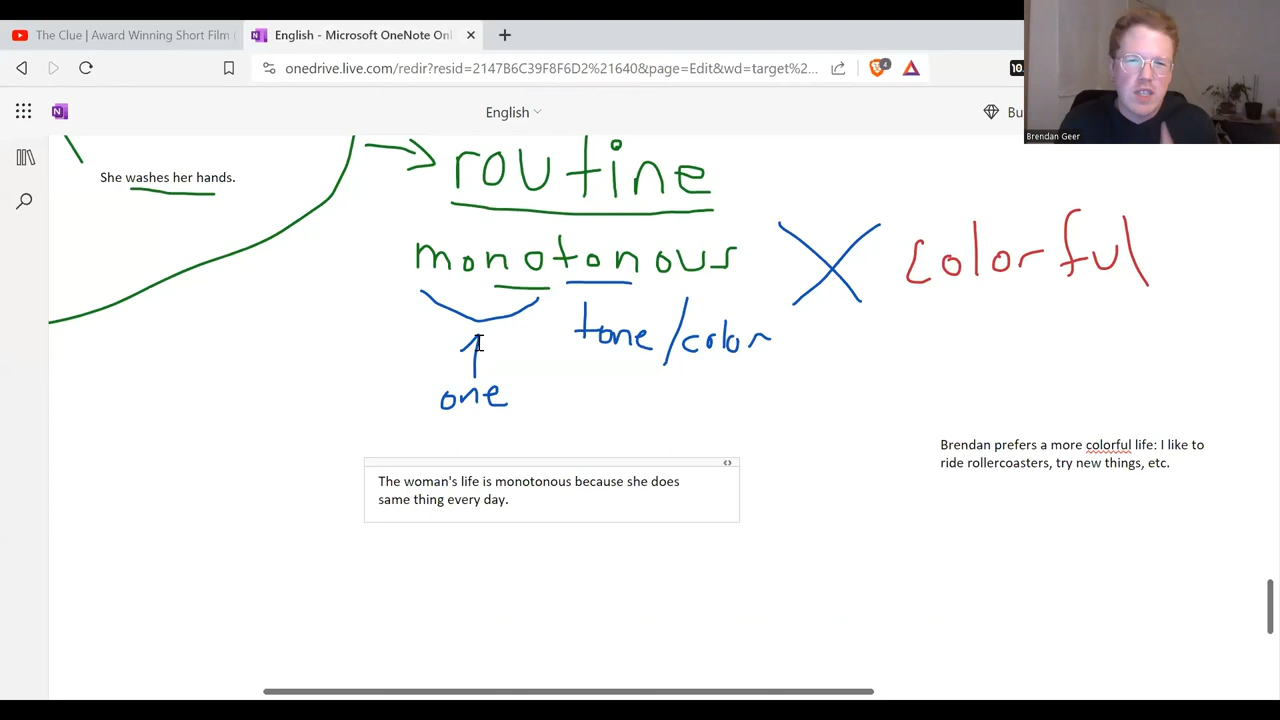 The Clue | Award Winning Short Film (
English - Microsoft OneNote Onl
onedrive.live.com/redir?resid=2147B6C39F8F6D2%21640&page=Edit&wd=target%2...
4
10.
English
Bu
Brendan Geer
She washes her hands.
routine
monotonous
colorful
tone/color
one
Brendan prefers a more colorful life: I like to
ride rollercoasters, try new things, etc.
The woman's life is monotonous because she does
same thing every day.